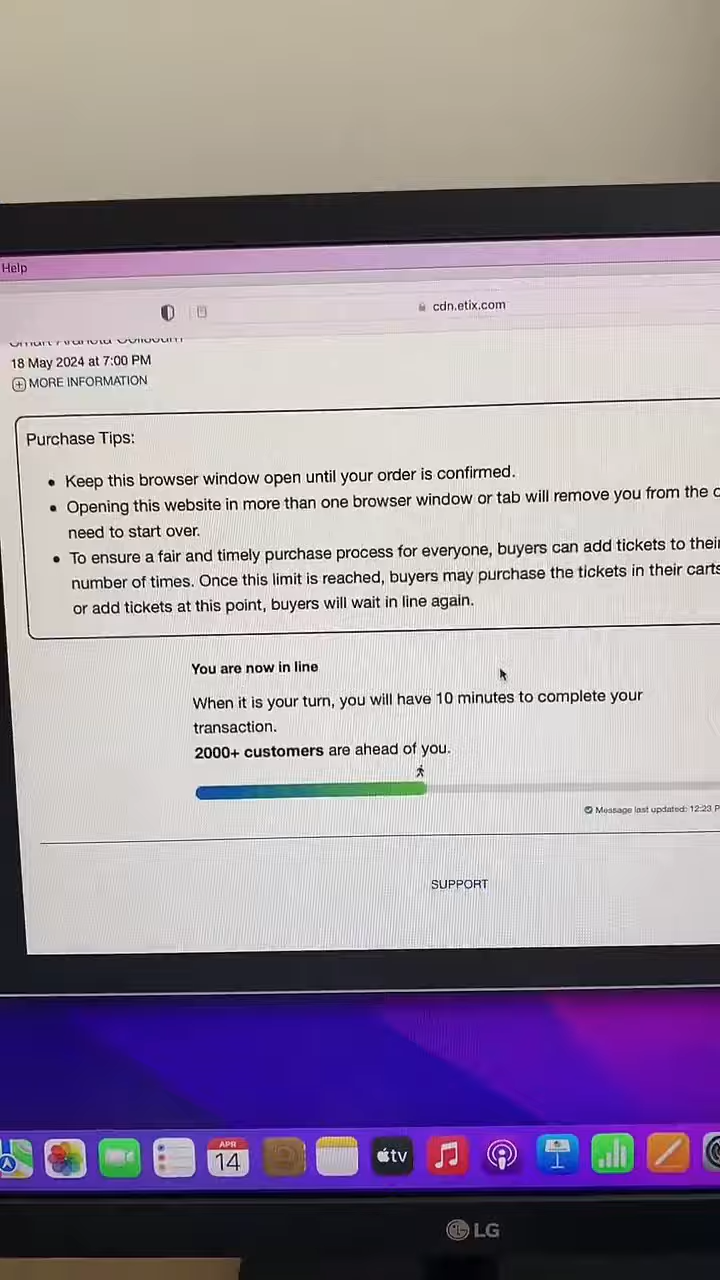 Help
cdn.etix.com
Smart Araneta Coliseum
18 May 2024 at 7:00 PM
MORE INFORMATION
Purchase Tips:
• Keep this browser window open until your order is confirmed.
• Opening this website in more than one browser window or tab will remove you from the
need to start over.
• To ensure a fair and timely purchase process for everyone, buyers can add tickets to their
number of times. Once this limit is reached, buyers may purchase the tickets in their carts
or add tickets at this point, buyers will wait in line again.
You are now in line
When it is your turn, you will have 10 minutes to complete your
transaction.
2000+ customers are ahead of you.
Message last updated: 12:23 P
SUPPORT
APR
14
tv
LG